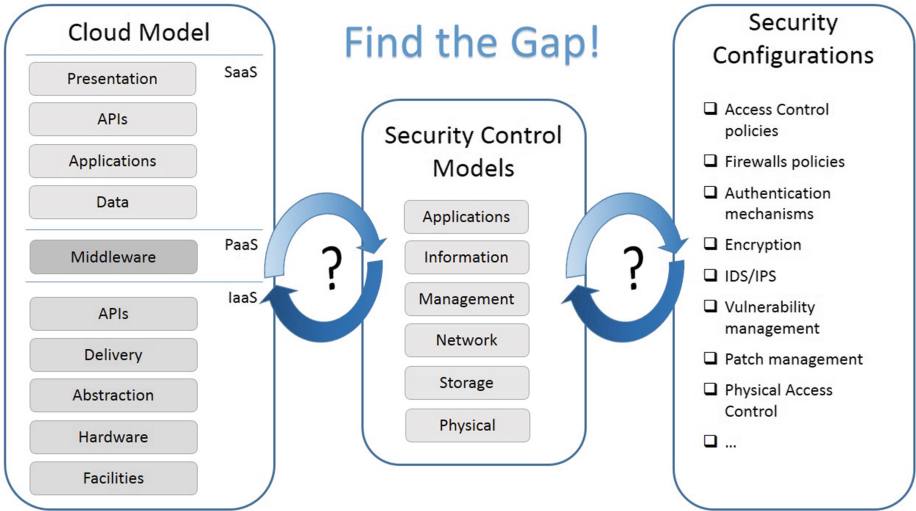 Find the Gap!
Cloud Model
SaaS
Presentation
APIs
Applications
Data
PaaS
Middleware
IaaS
APIs
Delivery
Abstraction
Hardware
Facilities
?
Security Control
Models
Applications
Information
Management
Network
Storage
Physical
?
Security
Configurations
Access Control
policies
Firewalls policies
Authentication
mechanisms
Encryption
IDS/IPS
Vulnerability
management
Patch management
Physical Access
Control
...